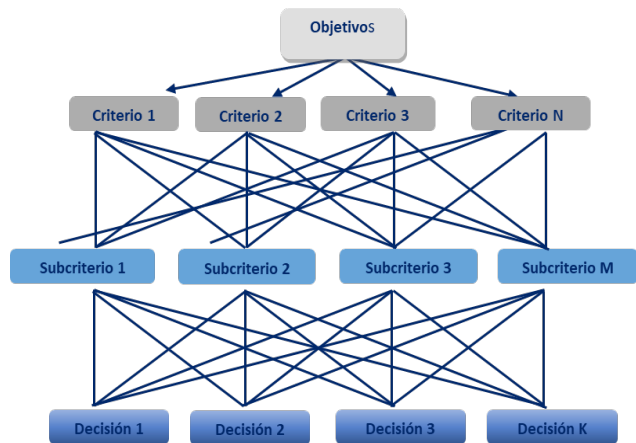 Objetivos
Criterio 1
Criterio 2
Criterio 3
Criterio N
Subcriterio 1
Subcriterio 2
Subcriterio 3
Subcriterio M
Decisión 1
Decisión 2
Decisión 3
Decisión K